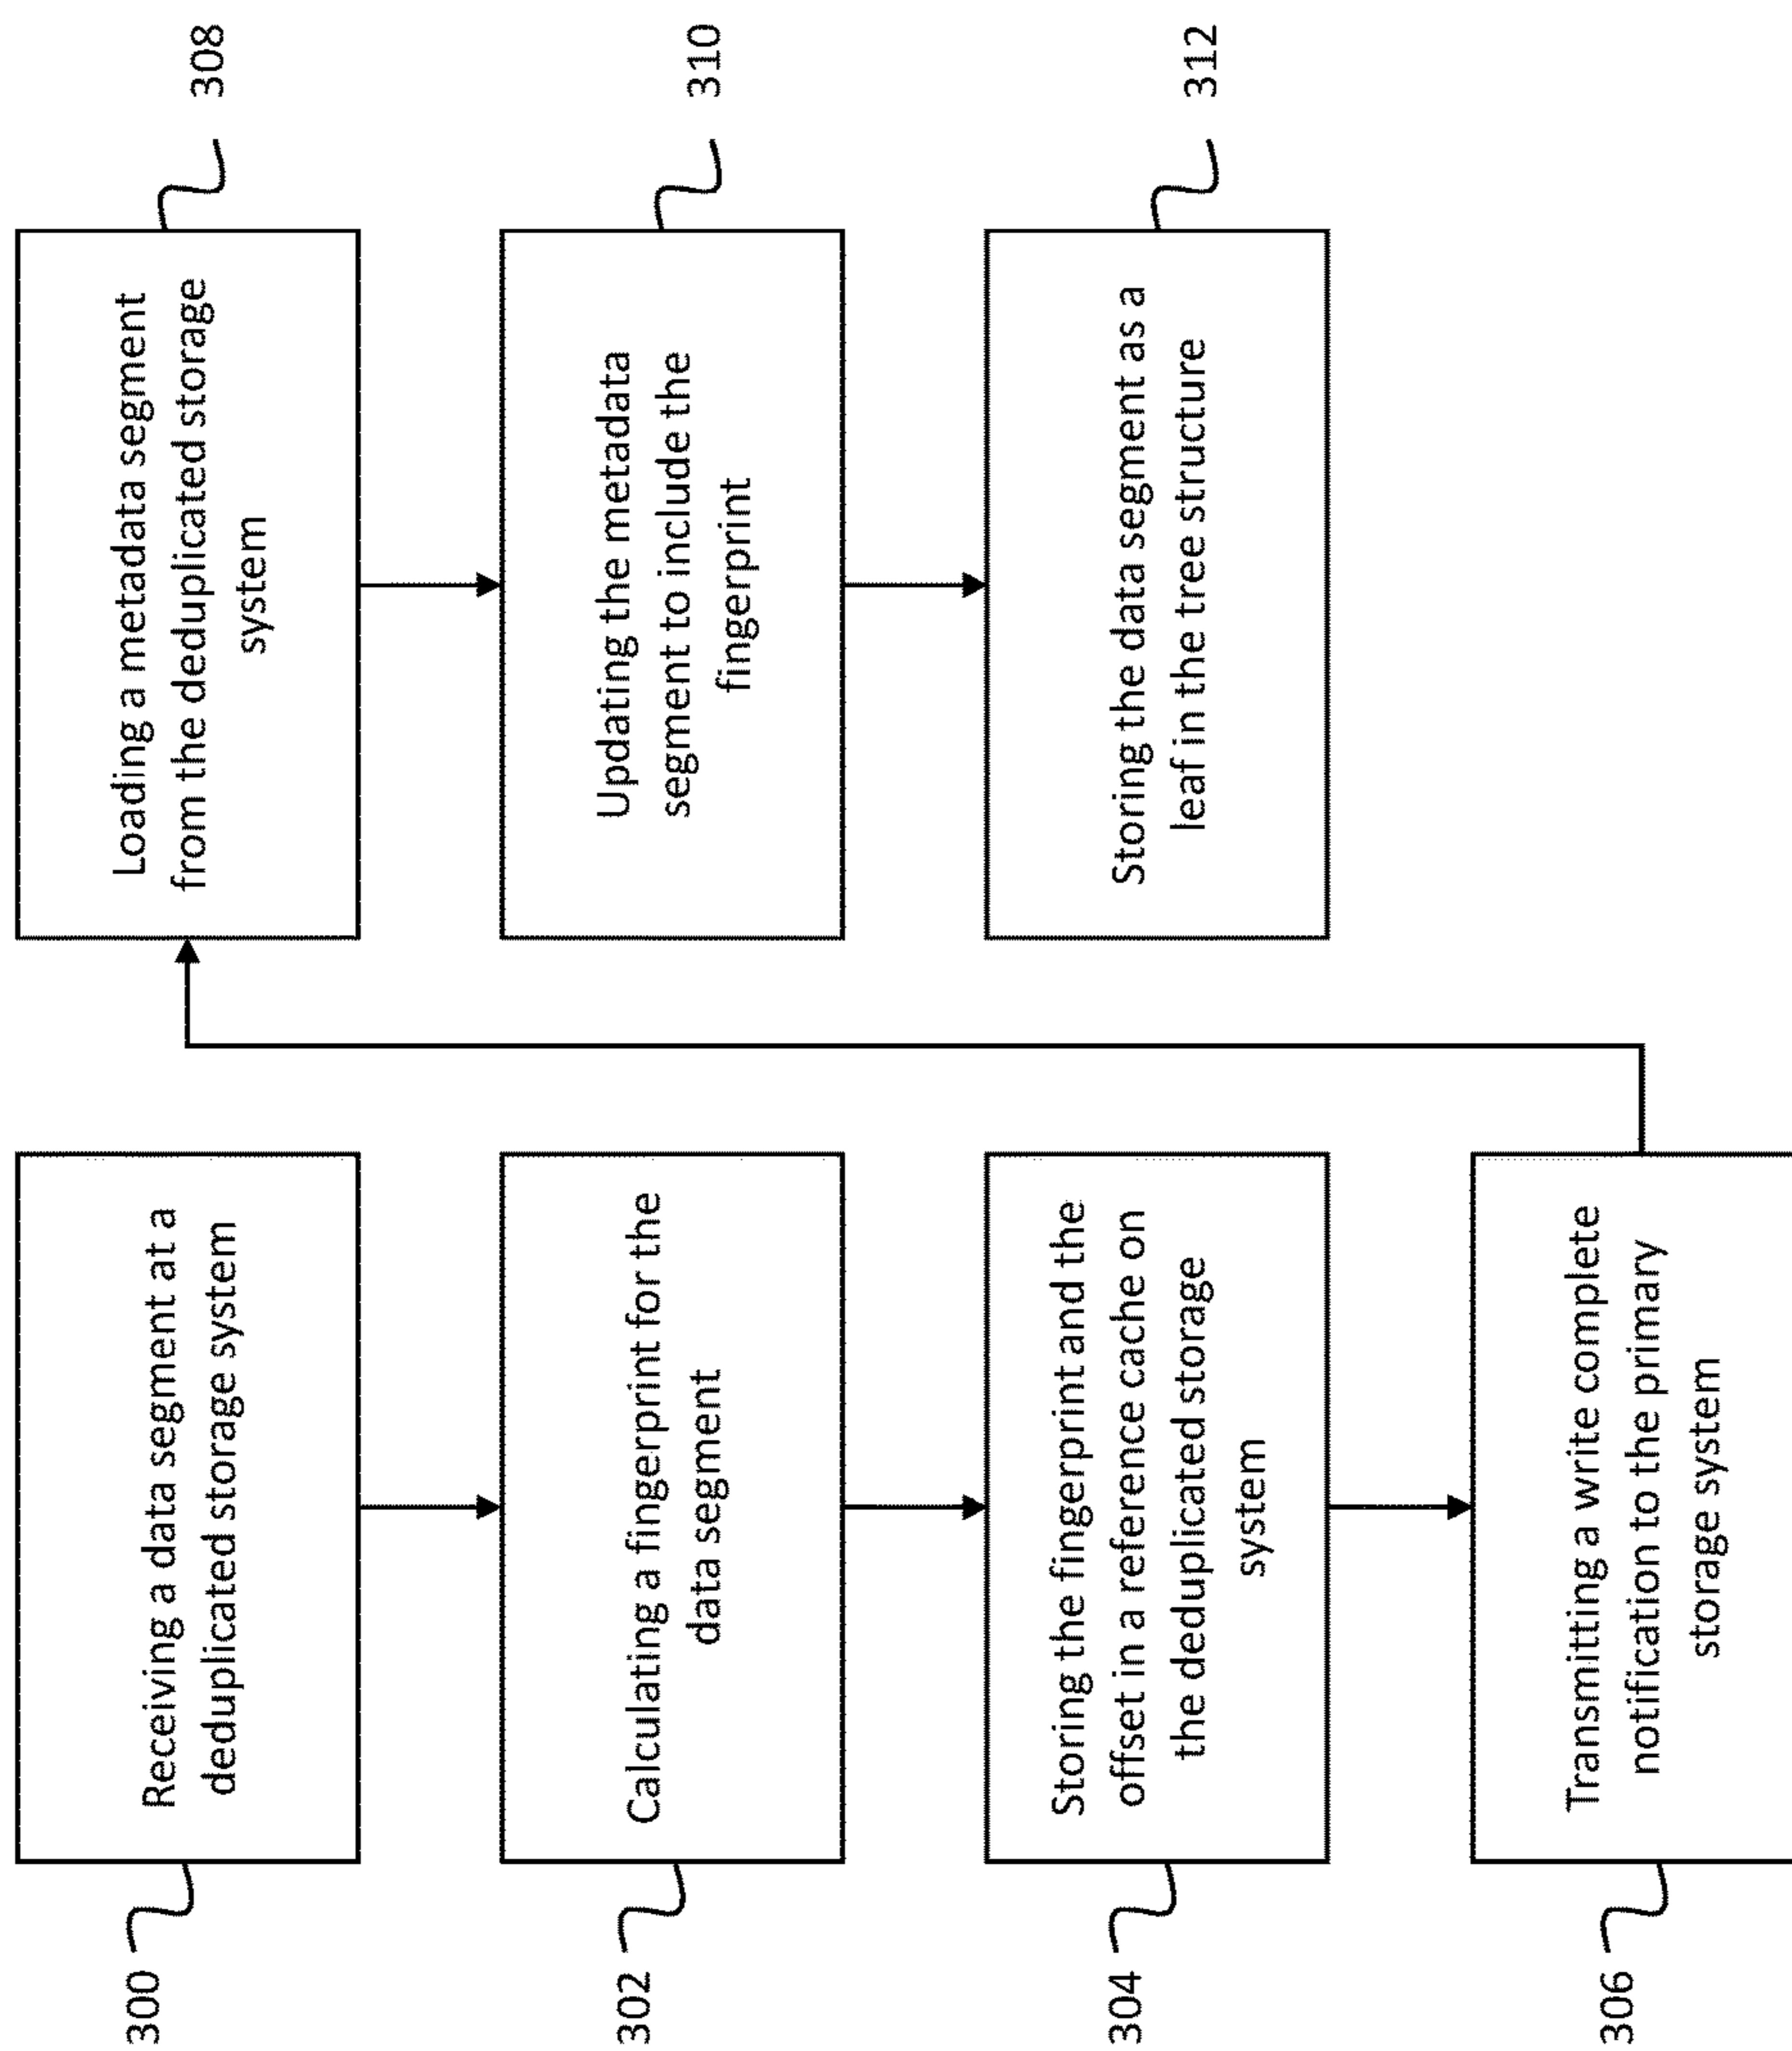 300
Receiving a data segment at a
deduplicated storage system
302
Calculating a fingerprint for the
data segment
304
Storing the fingerprint and the
offset in a reference cache on
the deduplicated storage
system
306
Transmitting a write complete
notification to the primary
storage system
Loading a metadata segment
from the deduplicated storage
system
308
Updating the metadata
segment to include the
fingerprint
310
Storing the data segment as a
leaf in the tree structure
312